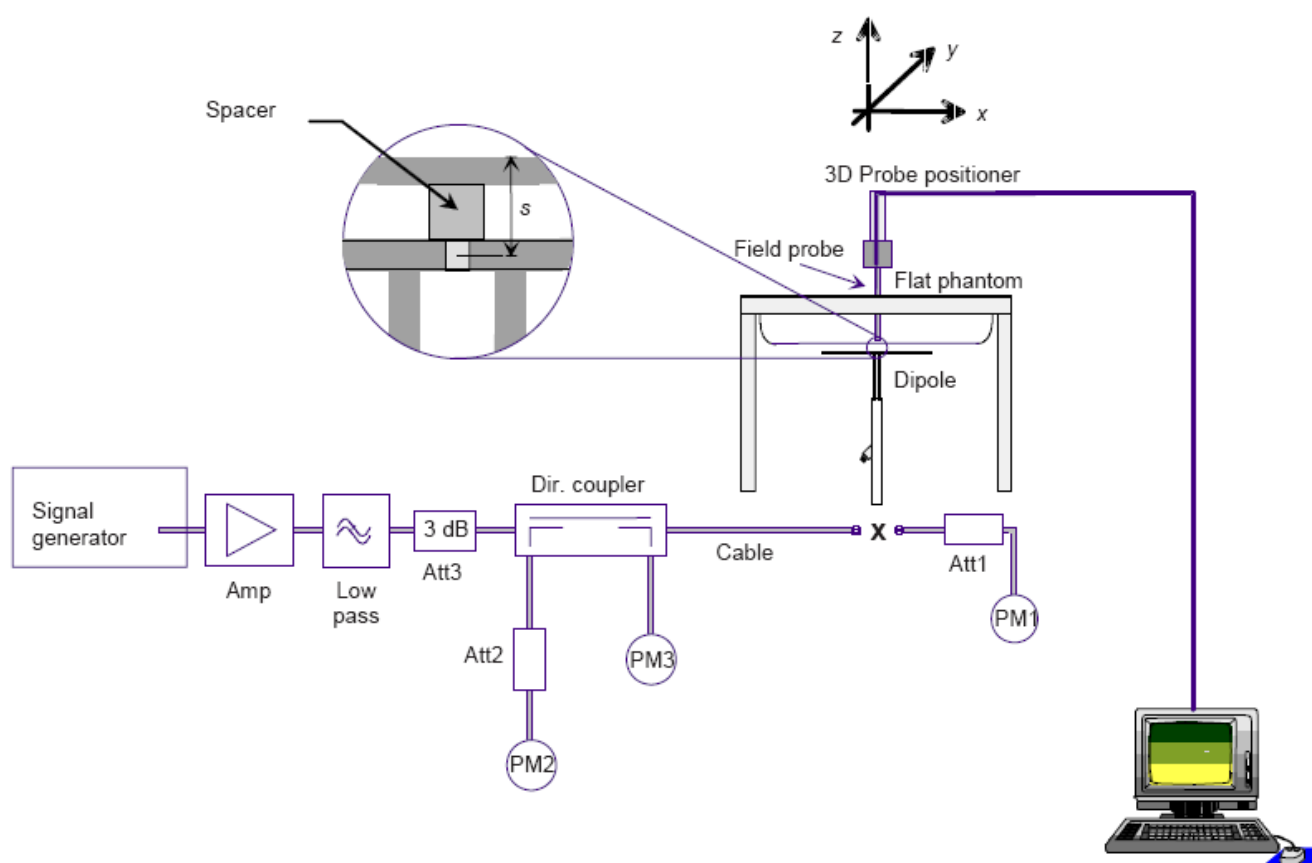 z
y
x
Spacer
s
3D Probe positioner
Field probe
Flat phantom
Dipole
Signal
generator
Amp
Low
pass
3 dB
Att3
Dir. coupler
Cable
X
Att1
PM1
Att2
PM3
PM2